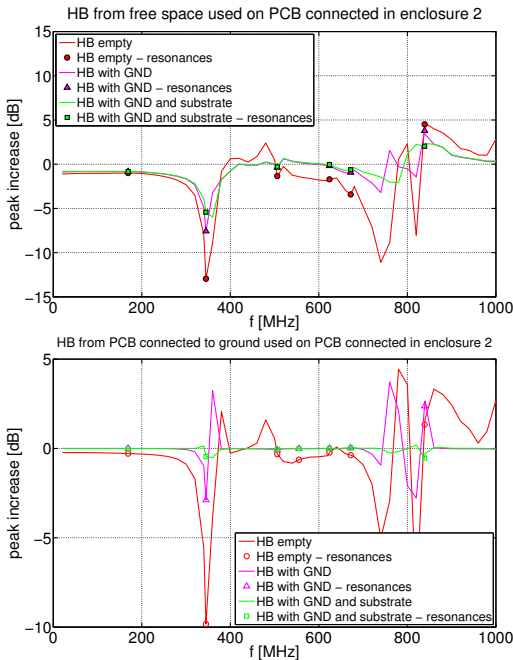 HB from free space used on PCB connected in enclosure 2
15
10
5
0
−5
−10
−15
peak increase [dB]
HB empty
HB empty − resonances
HB with GND
HB with GND − resonances
HB with GND and substrate
HB with GND and substrate − resonances
0 200 400 600 800 1000
f [MHz]
HB from PCB connected to ground used on PCB connected in enclosure 2
5
0
−5
−10
peak increase [dB]
HB empty
HB empty − resonances
HB with GND
HB with GND − resonances
HB with GND and substrate
HB with GND and substrate − resonances
0 200 400 600 800 1000
f [MHz]